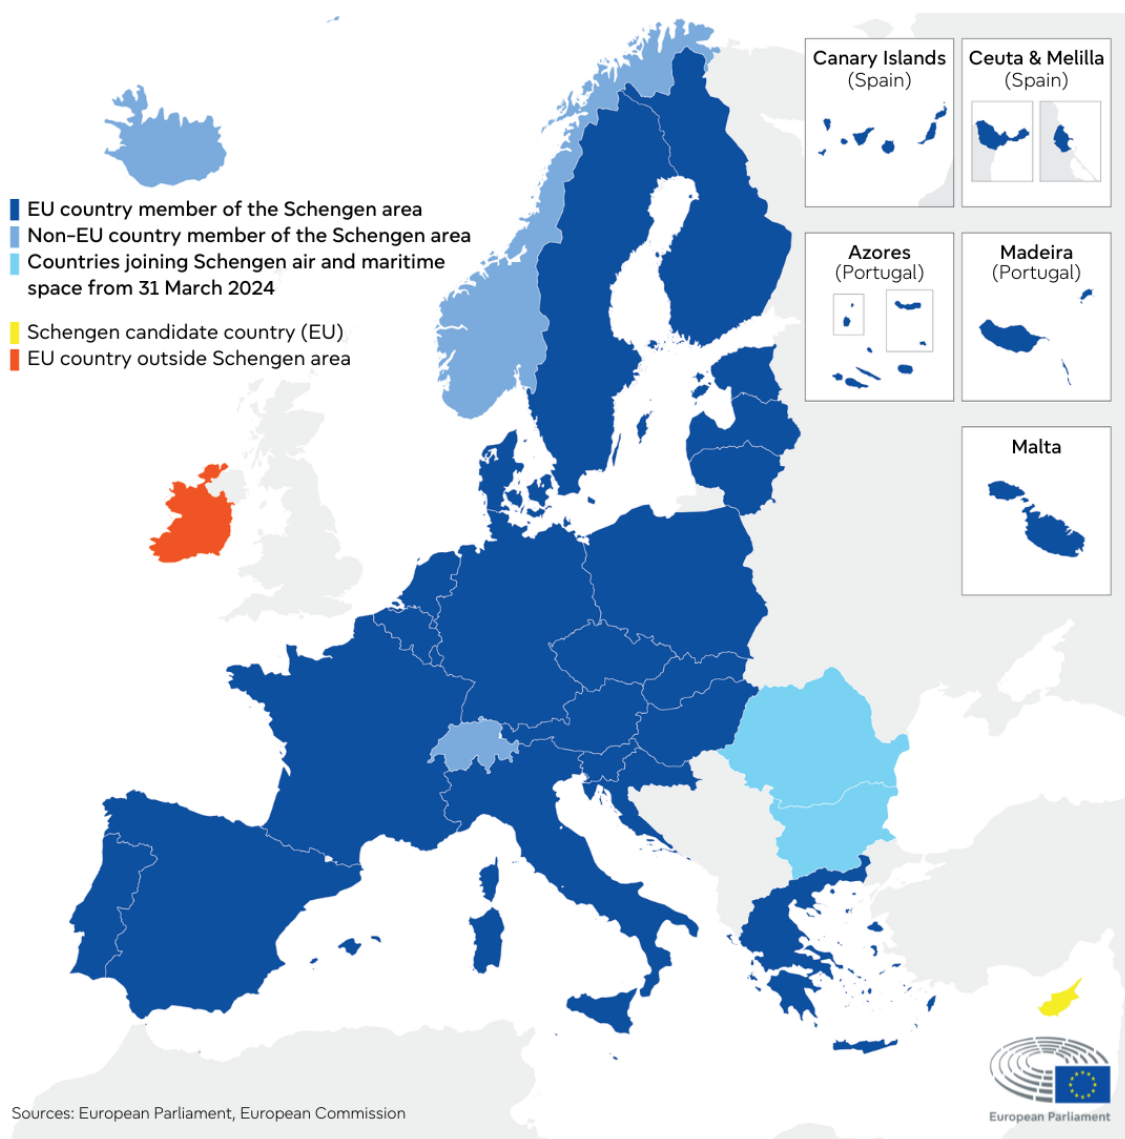 Canary Islands
(Spain)
Ceuta & Melilla
(Spain)
EU country member of the Schengen area
Non-EU country member of the Schengen area
Countries joining Schengen air and maritime
space from 31 March 2024
Schengen candidate country (EU)
EU country outside Schengen area
Azores
(Portugal)
Madeira
(Portugal)
Malta
European Parliament
Sources: European Parliament, European Commission